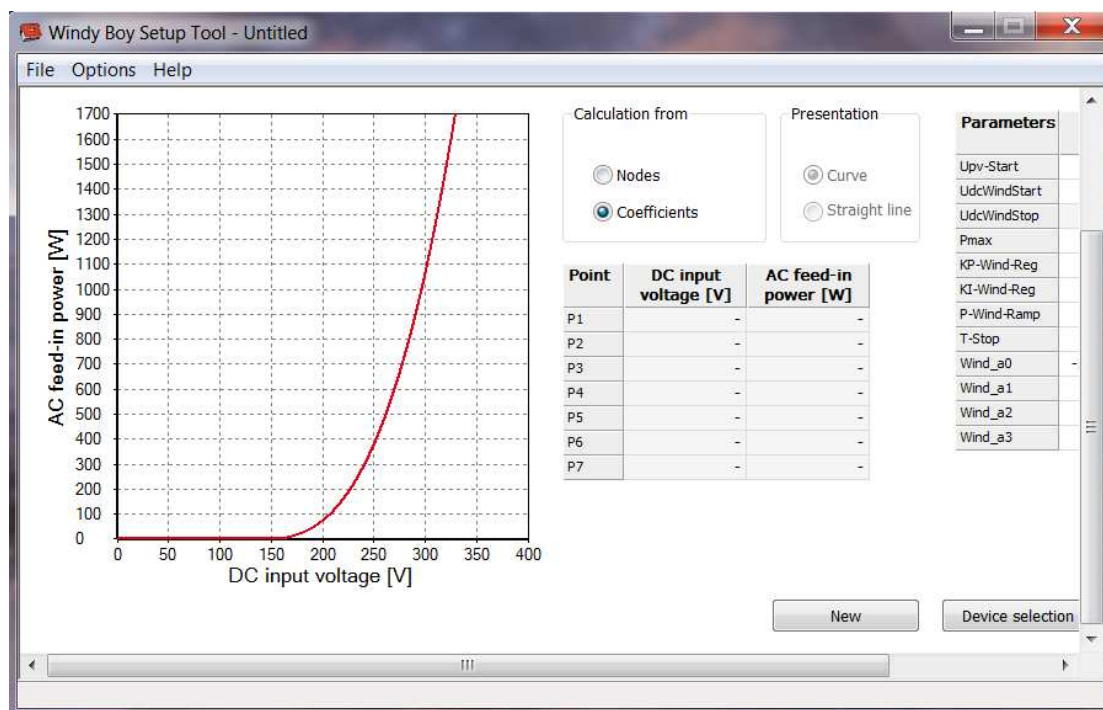 Windy Boy Setup Tool - Untitled
File Options Help
1700
1600
1500
1400
1300
1200
1100
1000
900
800
700
600
500
400
300
200
100
0
AC feed-in power [W]
0 50 100 150 200 250 300 350 400
DC input voltage [V]
Calculation from
Nodes
Coefficients
Presentation
Curve
Straight line
Point DC input voltage [V] AC feed-in power [W]
P1 - -
P2 - -
P3 - -
P4 - -
P5 - -
P6 - -
P7 - -
Parameters
Upv-Start
UdcWindStart
UdcWindStop
Pmax
KP-Wind-Reg
KI-Wind-Reg
P-Wind-Ramp
T-Stop
Wind_a0 -
Wind_a1
Wind_a2
Wind_a3
New
Device selection